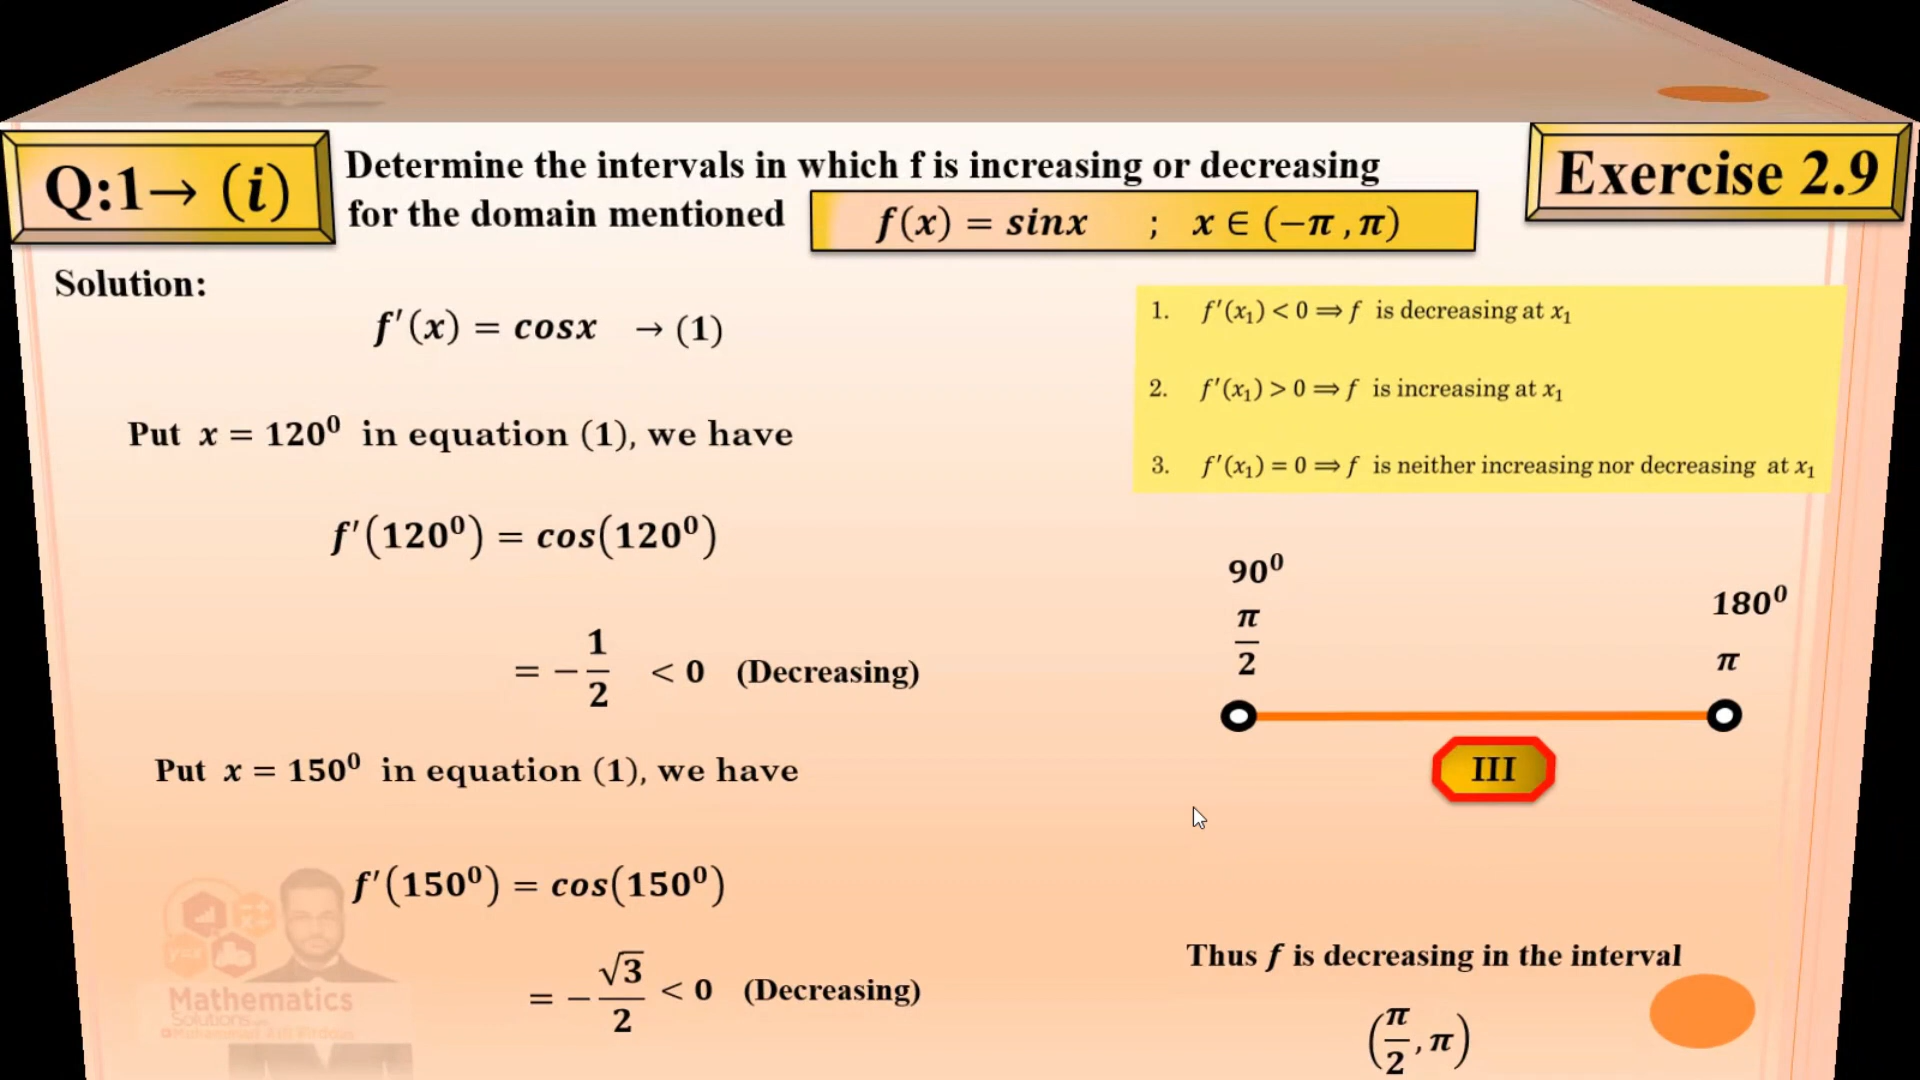 Q:1→ (i)
Determine the intervals in which f is increasing or decreasing
for the domain mentioned
f(x) = sinx ; x ∈ (−π , π)
Exercise 2.9
Solution:
f′(x) = cosx → (1)
1. f′(x₁) < 0 ⟹ f is decreasing at x₁
2. f′(x₁) > 0 ⟹ f is increasing at x₁
3. f′(x₁) = 0 ⟹ f is neither increasing nor decreasing at x₁
Put x = 120⁰ in equation (1), we have
f′(120⁰) = cos(120⁰)
= −1/2 < 0 (Decreasing)
Put x = 150⁰ in equation (1), we have
f′(150⁰) = cos(150⁰)
= −√3/2 < 0 (Decreasing)
90⁰
π/2
180⁰
π
III
Thus f is decreasing in the interval
(π/2, π)
Mathematics
Solutions